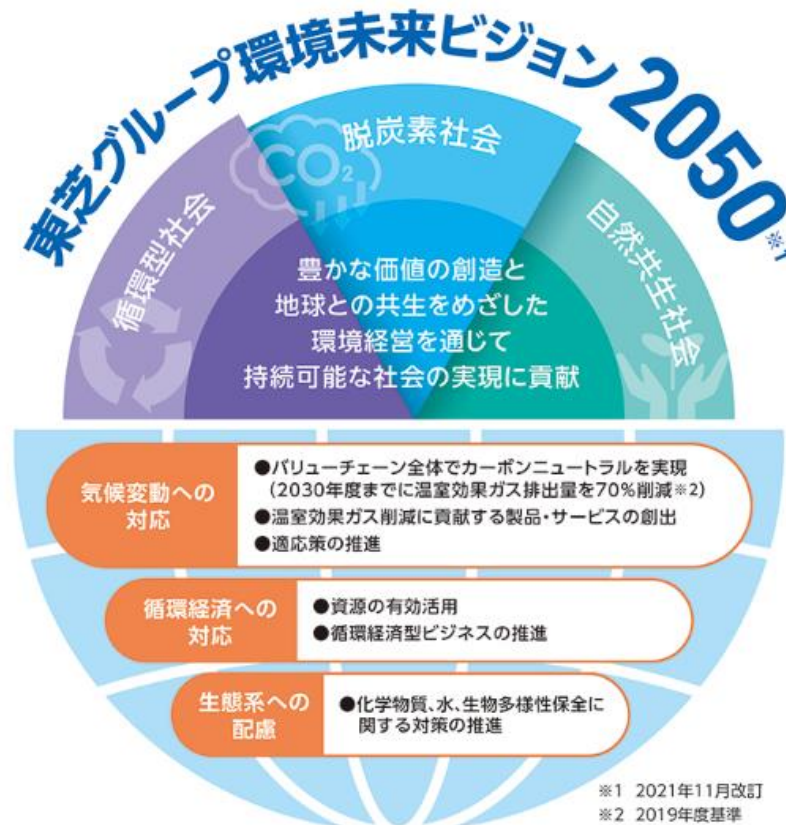 東芝グループ環境未来ビジョン2050※1
循環型社会
脱炭素社会
CO2
自然共生社会
豊かな価値の創造と
地球との共生をめざした
環境経営を通じて
持続可能な社会の実現に貢献
気候変動への
対応
●バリューチェーン全体でカーボンニュートラルを実現
(2030年度までに温室効果ガス排出量を70%削減※2)
●温室効果ガス削減に貢献する製品・サービスの創出
●適応策の推進
循環経済への
対応
●資源の有効活用
●循環経済型ビジネスの推進
生態系への
配慮
●化学物質、水、生物多様性保全に
関する対策の推進
※1 2021年11月改訂
※2 2019年度基準